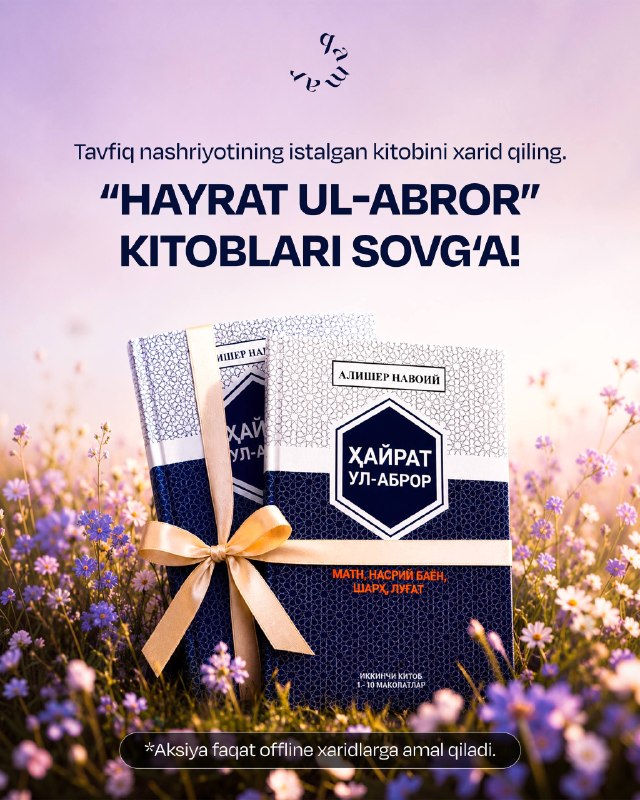 qamar
Tavfiq nashriyotining istalgan kitobini xarid qiling.
“HAYRAT UL-ABROR”
KITOBLARI SOVG‘A!
АЛИШЕР НАВОИЙ
ҲАЙРАТ
УЛ-АБРОР
МАТН, НАСРИЙ БАЁН,
ШАРҲ, ЛУҒАТ
ИККИНЧИ КИТОБ
1 - 10 МАҚОЛАТЛАР
*Aksiya faqat offline xaridlarga amal qiladi.